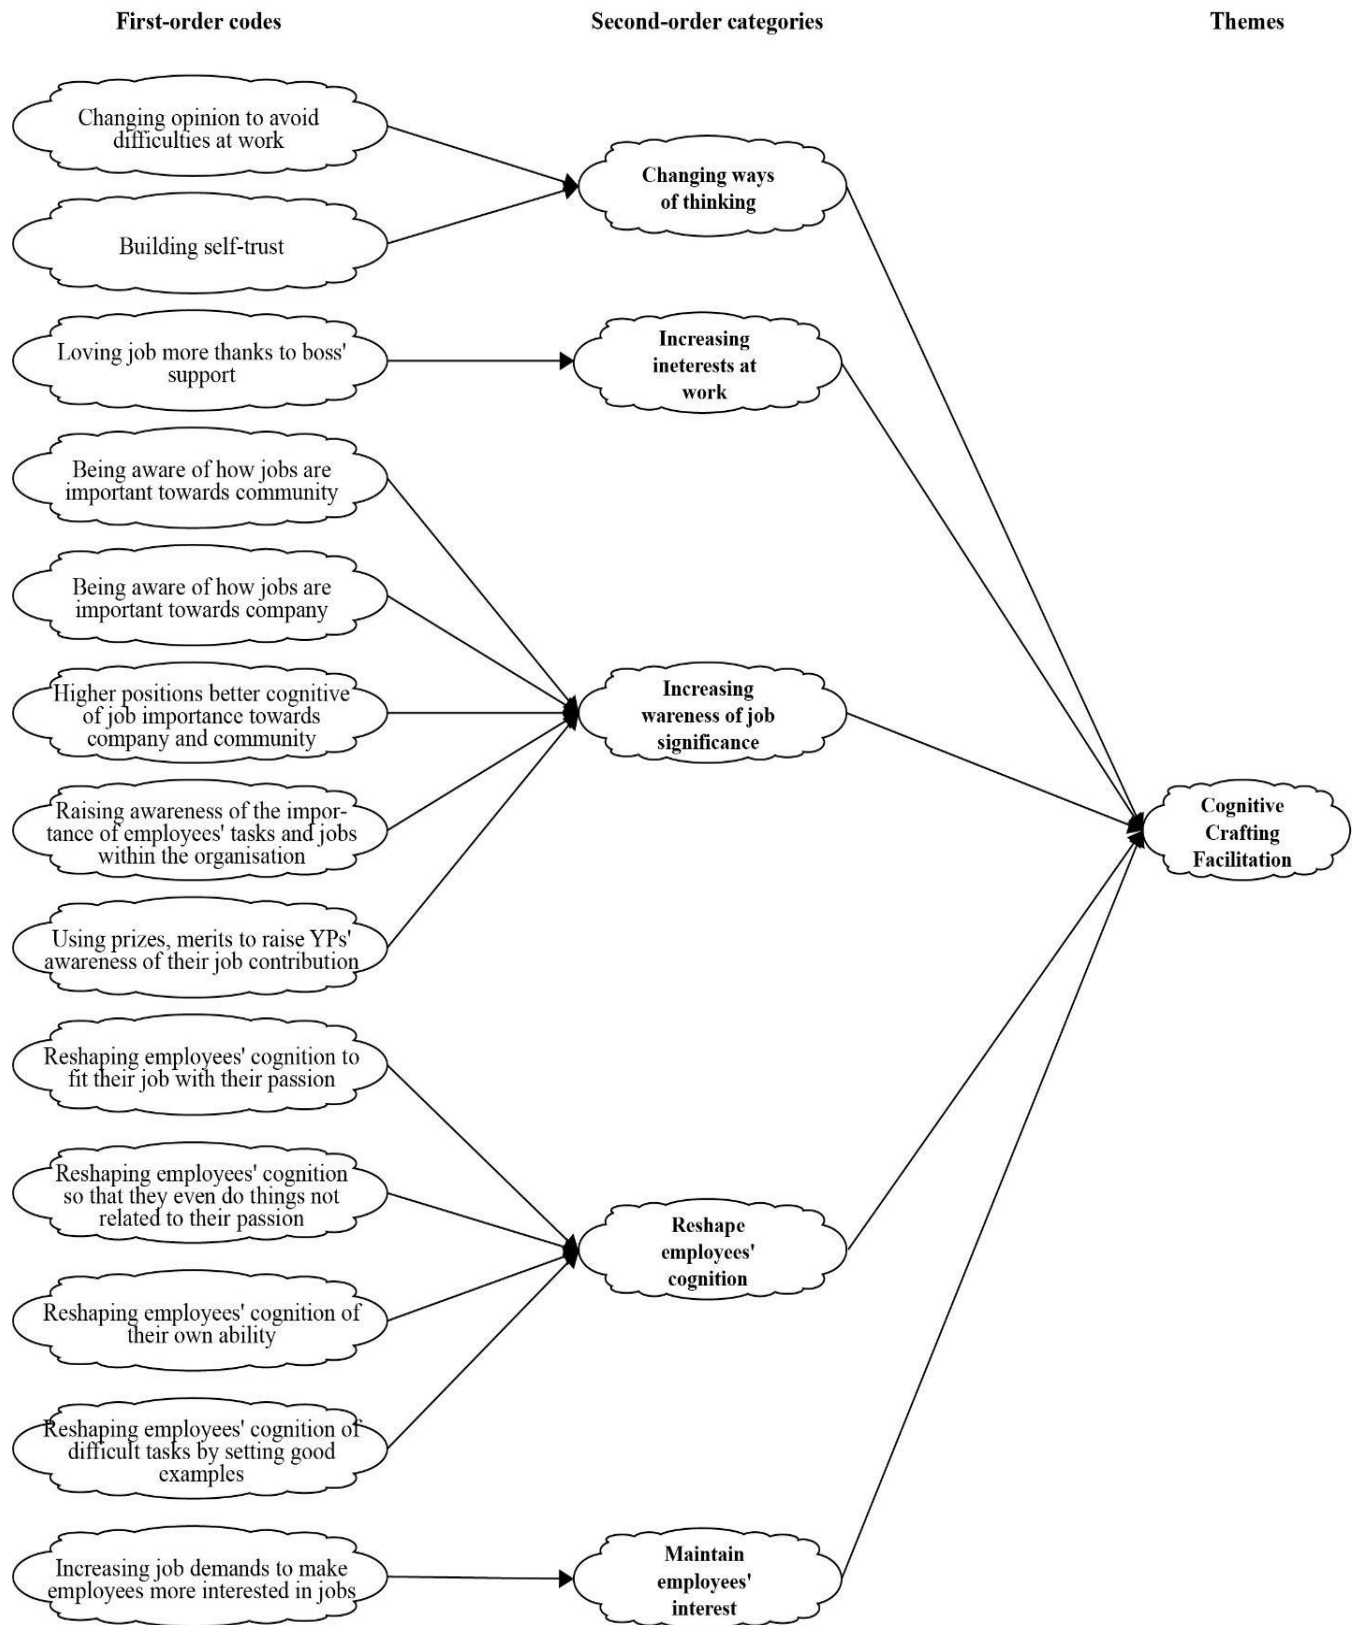 First-order codes
Second-order categories
Themes
Changing opinion to avoid
difficulties at work
Building self-trust
Loving job more thanks to boss'
support
Being aware of how jobs are
important towards community
Being aware of how jobs are
important towards company
Higher positions better cognitive
of job importance towards
company and community
Raising awareness of the impor-
tance of employees' tasks and jobs
within the organisation
Using prizes, merits to raise YPs'
awareness of their job contribution
Reshaping employees' cognition to
fit their job with their passion
Reshaping employees' cognition
so that they even do things not
related to their passion
Reshaping employees' cognition of
their own ability
Reshaping employees' cognition of
difficult tasks by setting good
examples
Increasing job demands to make
employees more interested in jobs
Changing ways
of thinking
Increasing
ineterests at
work
Increasing
wareness of job
significance
Reshape
employees'
cognition
Maintain
employees'
interest
Cognitive
Crafting
Facilitation